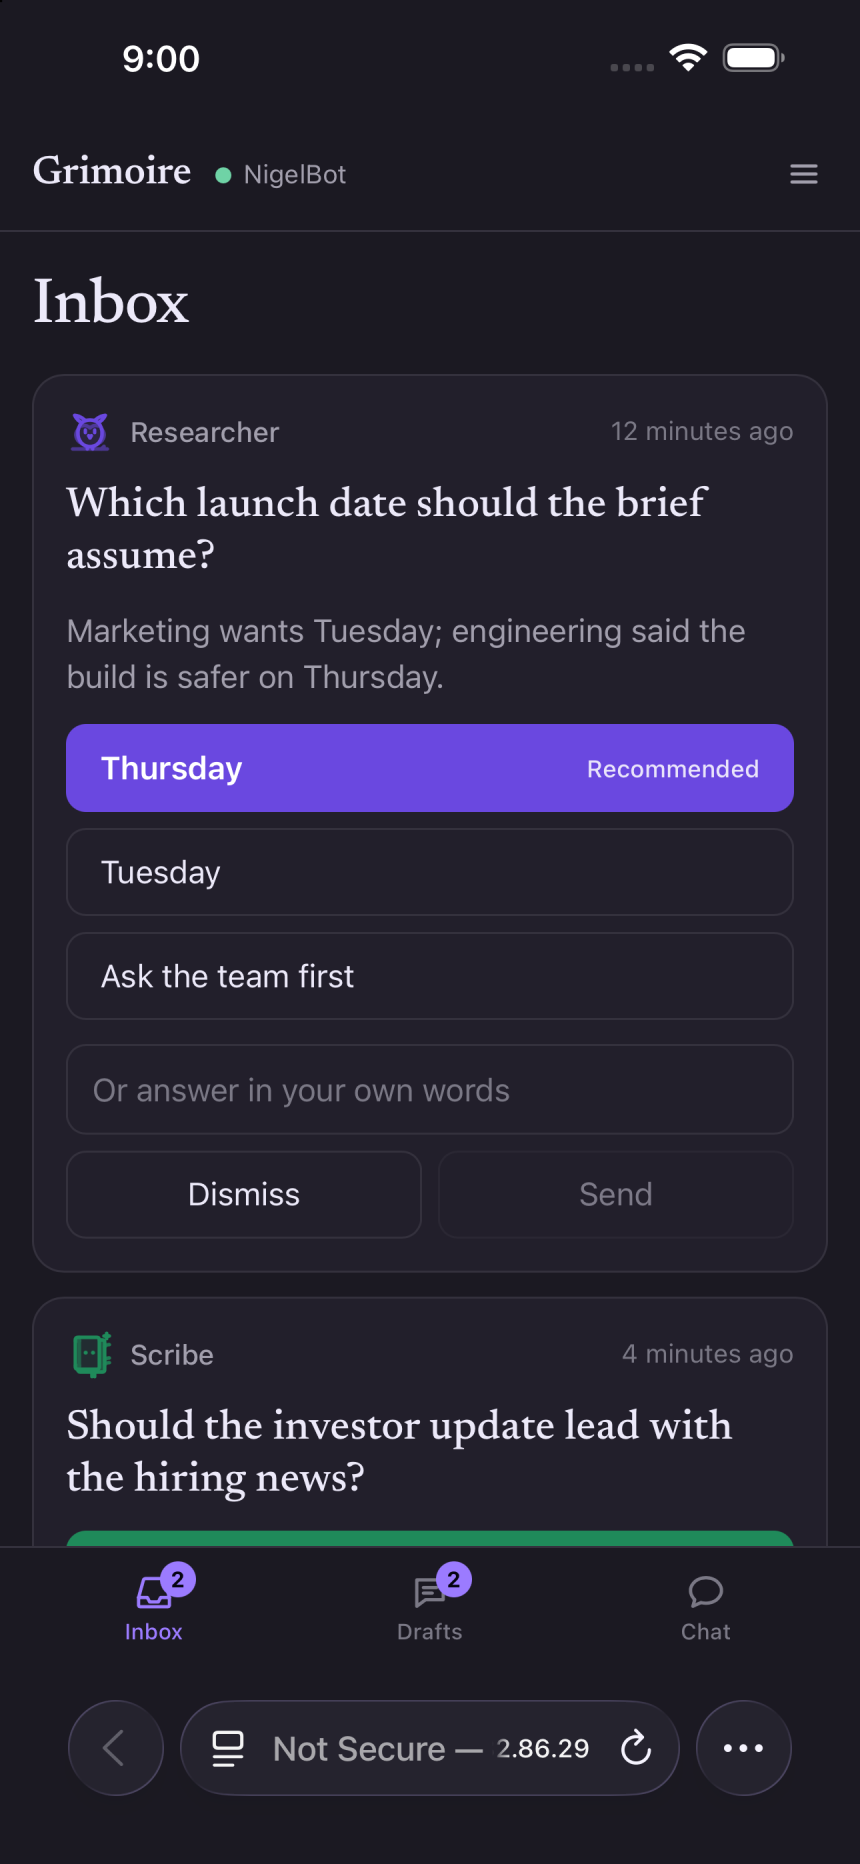 9:00
Grimoire
NigelBot
Inbox
Researcher
12 minutes ago
Which launch date should the brief
assume?
Marketing wants Tuesday; engineering said the
build is safer on Thursday.
Thursday
Recommended
Tuesday
Ask the team first
Or answer in your own words
Dismiss
Send
Scribe
4 minutes ago
Should the investor update lead with
the hiring news?
2
Inbox
2
Drafts
Chat
Not Secure — 2.86.29